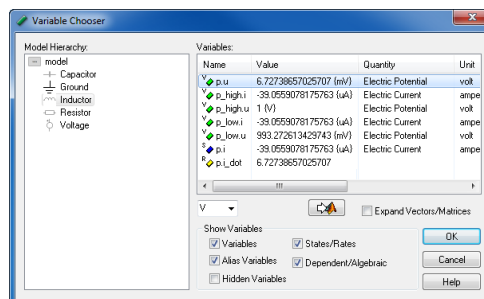 Variable Chooser
Model Hierarchy:
model
Capacitor
Ground
Inductor
Resistor
Voltage
Variables:
Name Value Quantity Unit
V p.u 6.72738657025707 {mV} Electric Potential volt
V p_high.i -39.0559078175763 {uA} Electric Current ampe
V p_high.u 1 {V} Electric Potential volt
V p_low.i -39.0559078175763 {uA} Electric Current ampe
V p_low.u 993.272613429743 {mV} Electric Potential volt
S p.i -39.0559078175763 {uA} Electric Current ampe
R p.i_dot 6.72738657025707
V
Expand Vectors/Matrices
Show Variables
Variables States/Rates
Alias Variables Dependent/Algebraic
Hidden Variables
OK
Cancel
Help